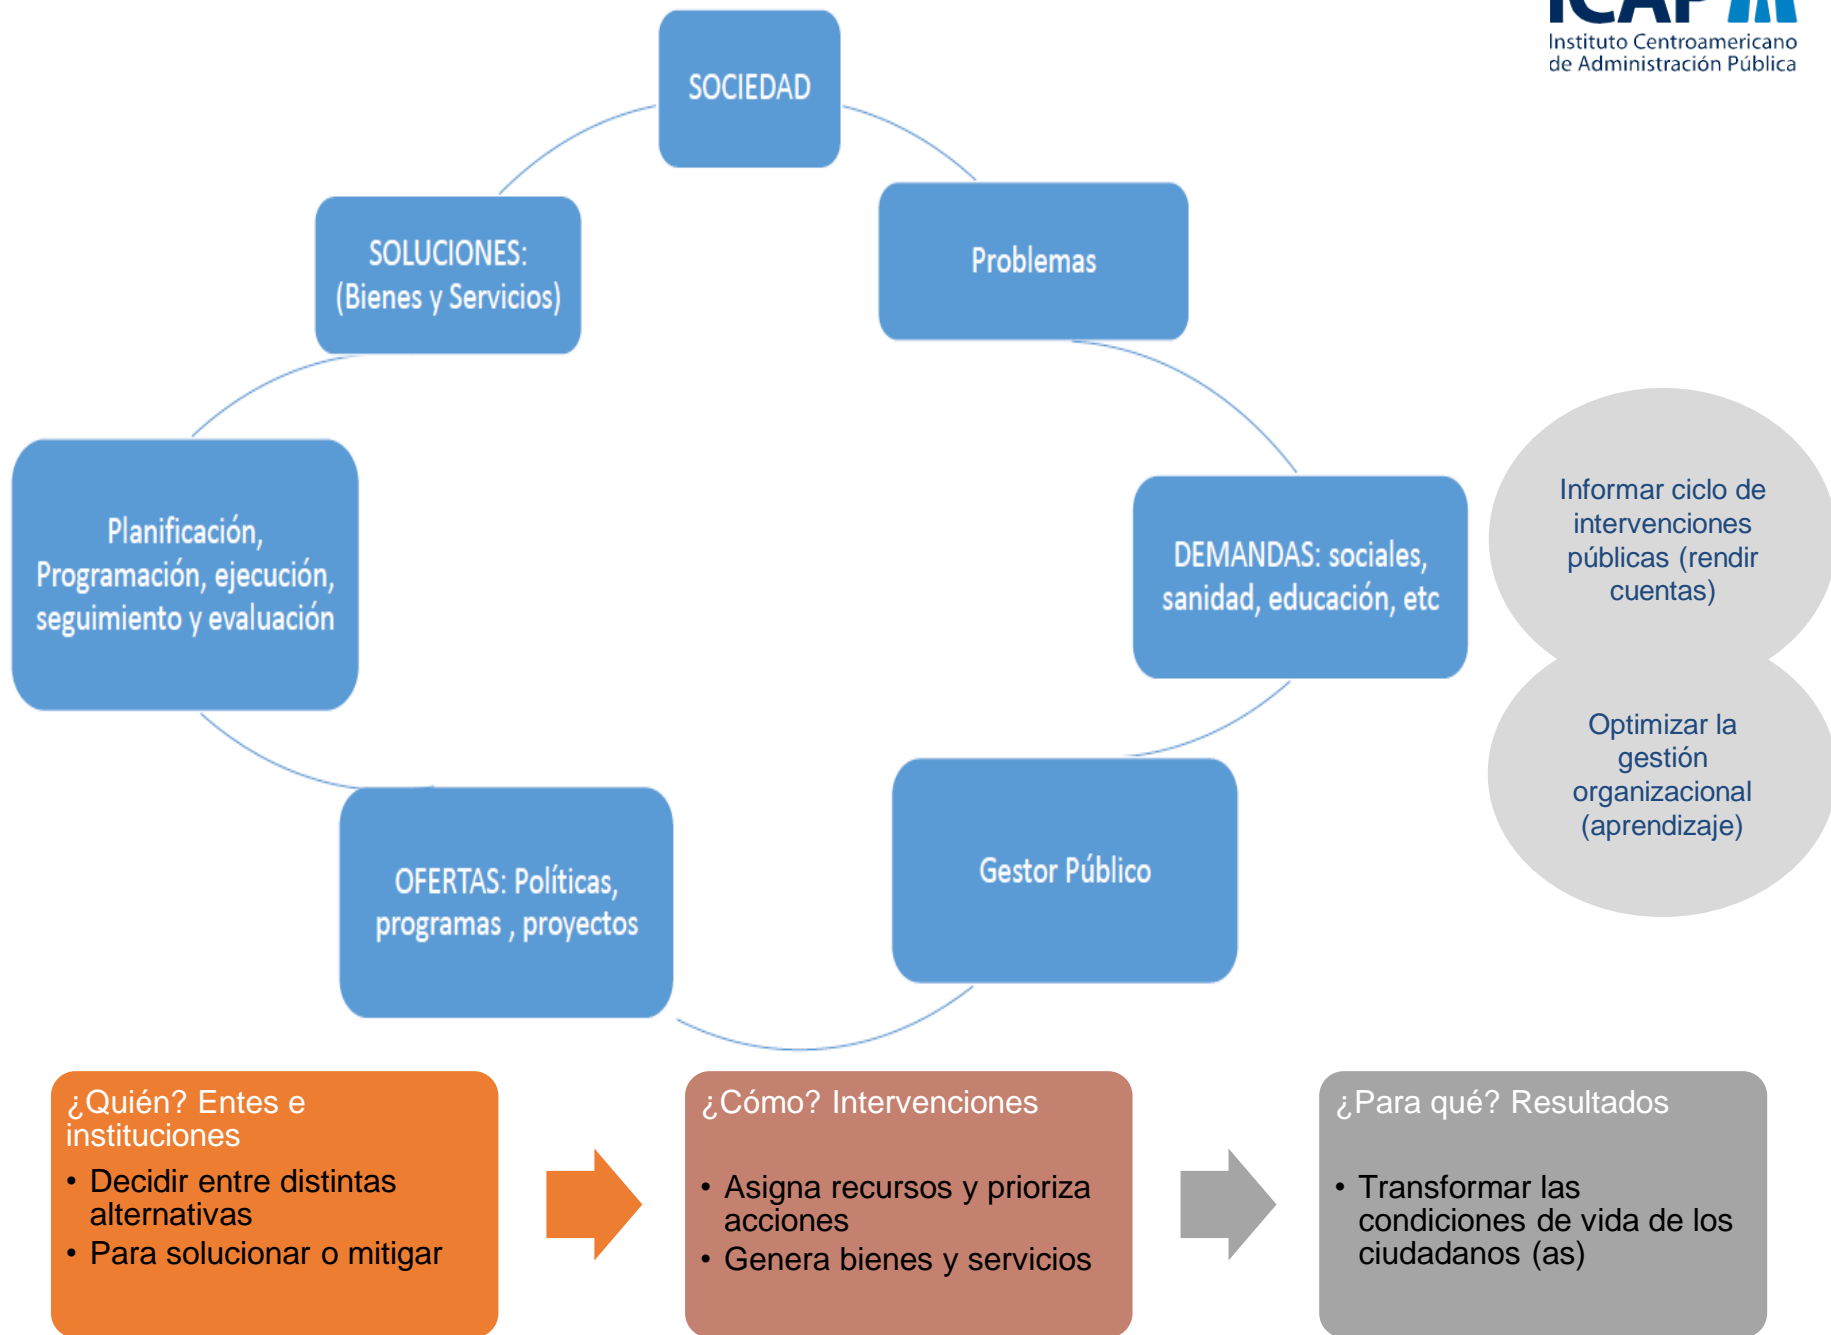 ICAP
Instituto Centroamericano
de Administración Pública
SOCIEDAD
Problemas
SOLUCIONES:
(Bienes y Servicios)
DEMANDAS: sociales,
sanidad, educación, etc
Planificación,
Programación, ejecución,
seguimiento y evaluación
Gestor Público
OFERTAS: Políticas,
programas , proyectos
Informar ciclo de
intervenciones
públicas (rendir
cuentas)
Optimizar la
gestión
organizacional
(aprendizaje)
¿Quién? Entes e
instituciones
• Decidir entre distintas
alternativas
• Para solucionar o mitigar
¿Cómo? Intervenciones
• Asigna recursos y prioriza
acciones
• Genera bienes y servicios
¿Para qué? Resultados
• Transformar las
condiciones de vida de los
ciudadanos (as)